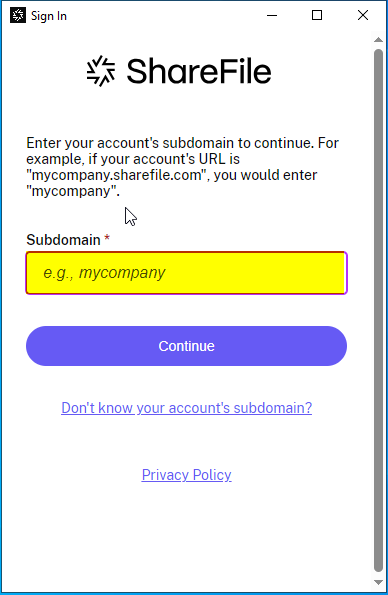 Sign In
ShareFile
Enter your account's subdomain to continue. For
example, if your account's URL is
"mycompany.sharefile.com", you would enter
"mycompany".
Subdomain *
e.g., mycompany
Continue
Don't know your account's subdomain?
Privacy Policy